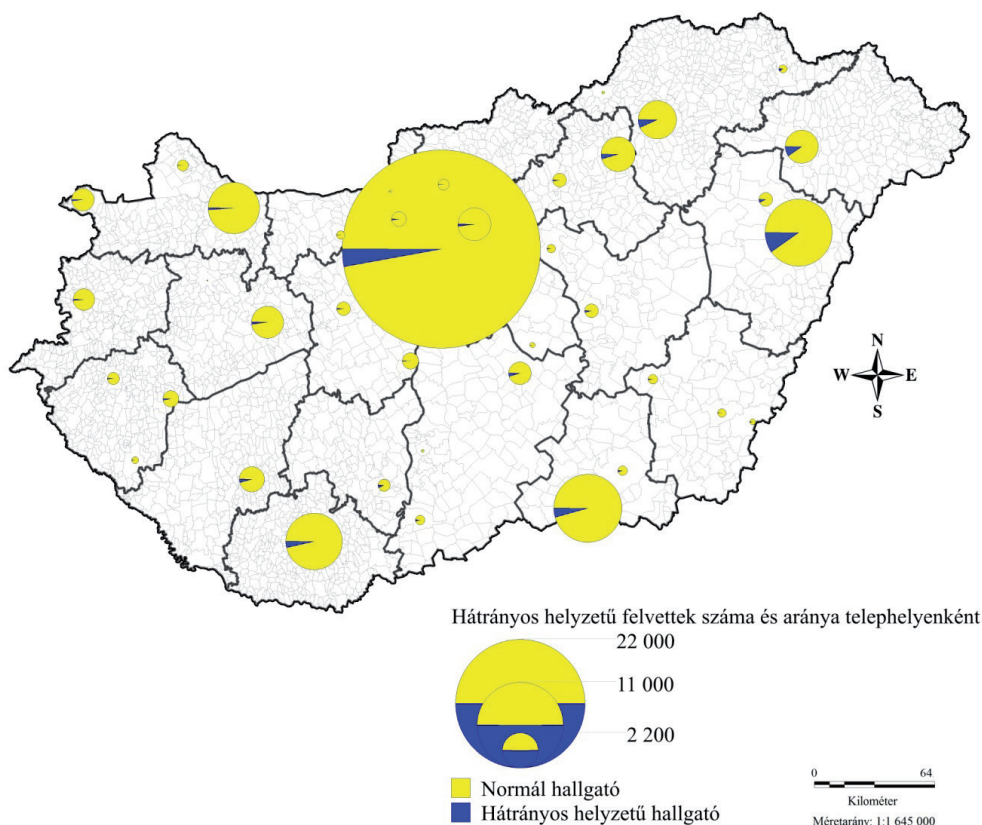 N
W E
S
Hátrányos helyzetű felvettek száma és aránya telephelyenként
22 000
11 000
2 200
Normál hallgató
Hátrányos helyzetű hallgató
0 64
Kilométer
Méretarány: 1:1 645 000